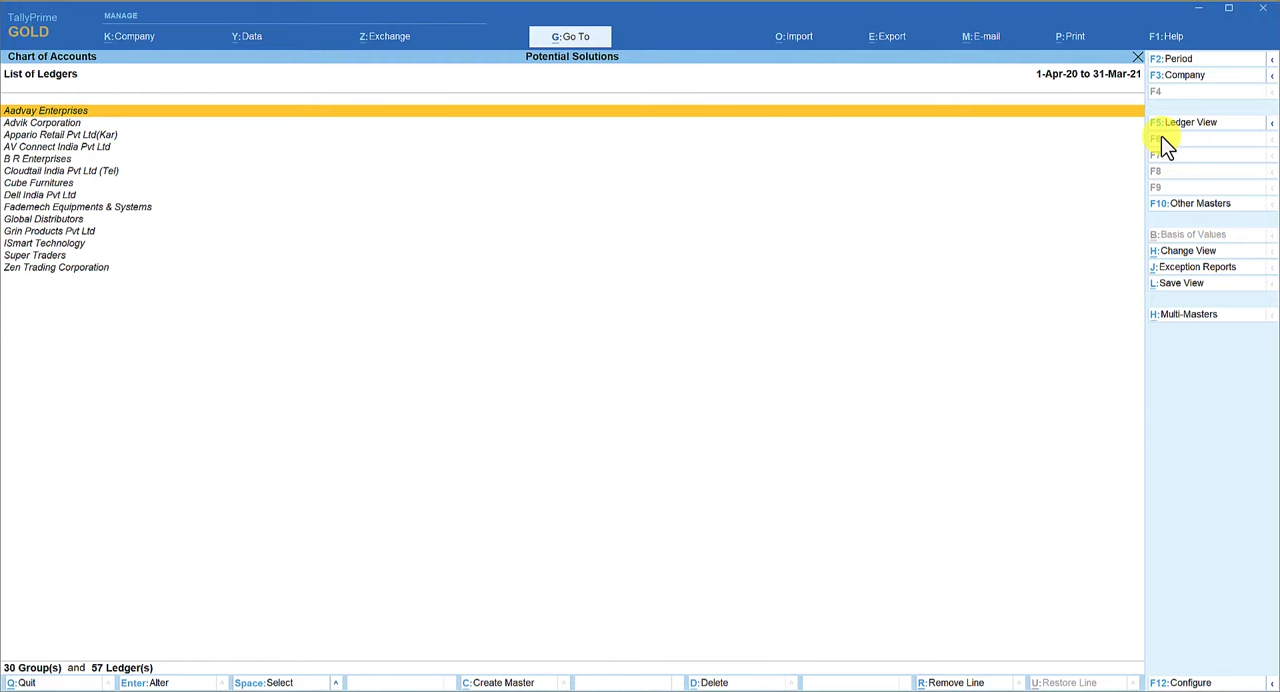 TallyPrime
GOLD
MANAGE
K:Company
Y:Data
Z:Exchange
G:Go To
O:Import
E:Export
M:E-mail
P:Print
F1:Help
Chart of Accounts
Potential Solutions
List of Ledgers
1-Apr-20 to 31-Mar-21
Aadvay Enterprises
Advik Corporation
Appario Retail Pvt Ltd(Kar)
AV Connect India Pvt Ltd
B R Enterprises
Cloudtail India Pvt Ltd (Tel)
Cube Furnitures
Dell India Pvt Ltd
Fademech Equipments & Systems
Global Distributors
Grin Products Pvt Ltd
ISmart Technology
Super Traders
Zen Trading Corporation
F2:Period
F3:Company
F4
F5:Ledger View
F6
F7
F8
F9
F10:Other Masters
B:Basis of Values
H:Change View
J:Exception Reports
L:Save View
H:Multi-Masters
30 Group(s) and 57 Ledger(s)
Q:Quit
Enter:Alter
Space:Select
C:Create Master
D:Delete
R:Remove Line
U:Restore Line
F12:Configure